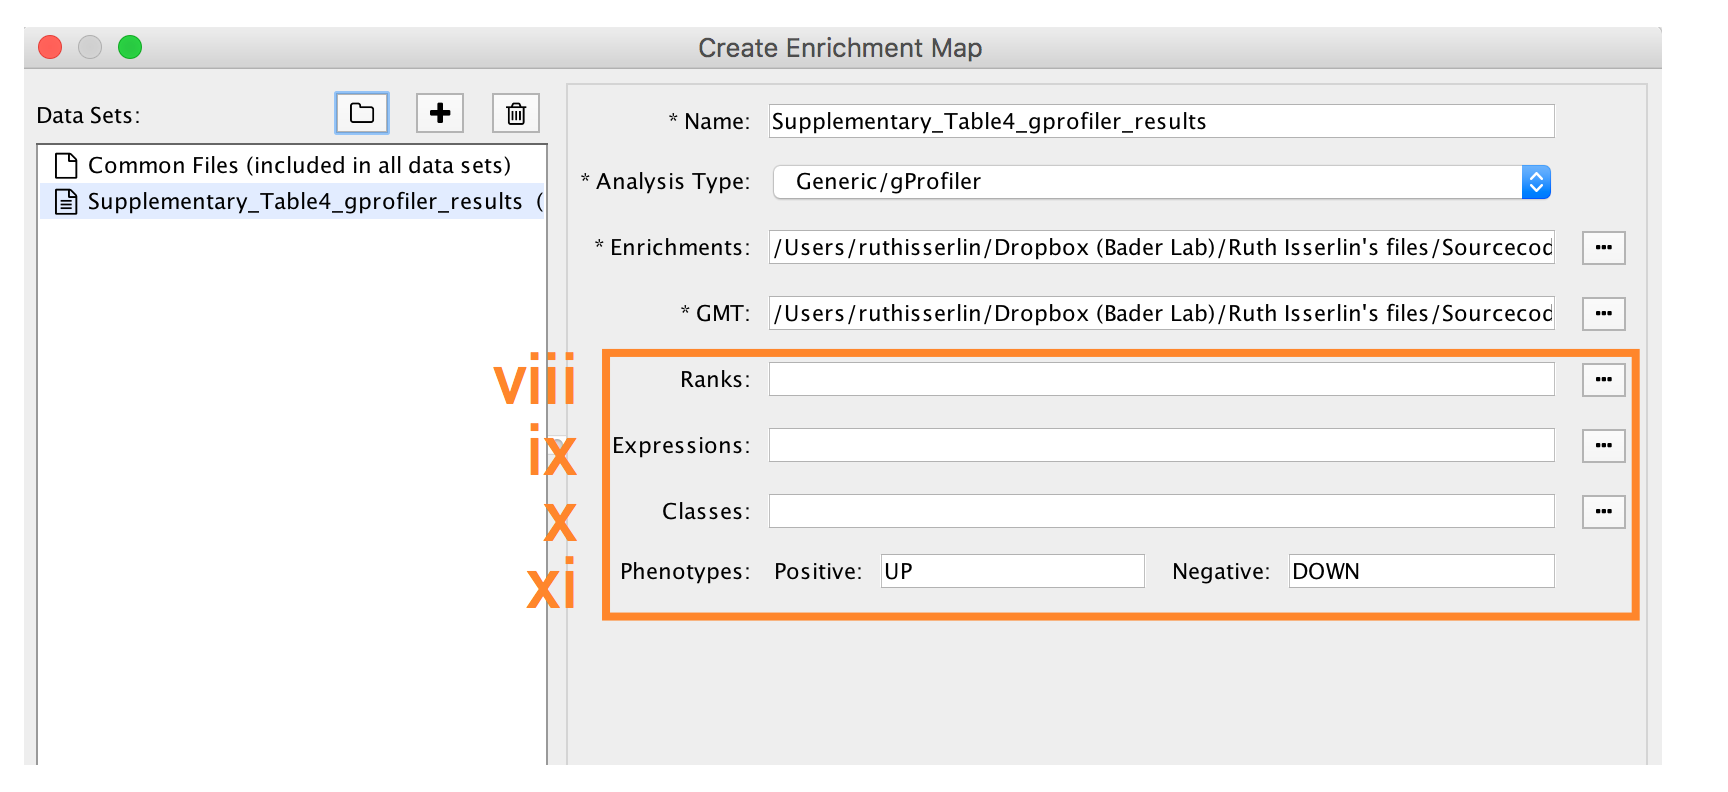 Create Enrichment Map
Data Sets:
Common Files (included in all data sets)
Supplementary_Table4_gprofiler_results (
* Name: Supplementary_Table4_gprofiler_results
* Analysis Type: Generic/gProfiler
* Enrichments: /Users/ruthisserlin/Dropbox (Bader Lab)/Ruth Isserlin's files/Sourcecod
* GMT: /Users/ruthisserlin/Dropbox (Bader Lab)/Ruth Isserlin's files/Sourcecod
viii Ranks:
ix Expressions:
x Classes:
xi Phenotypes: Positive: UP Negative: DOWN